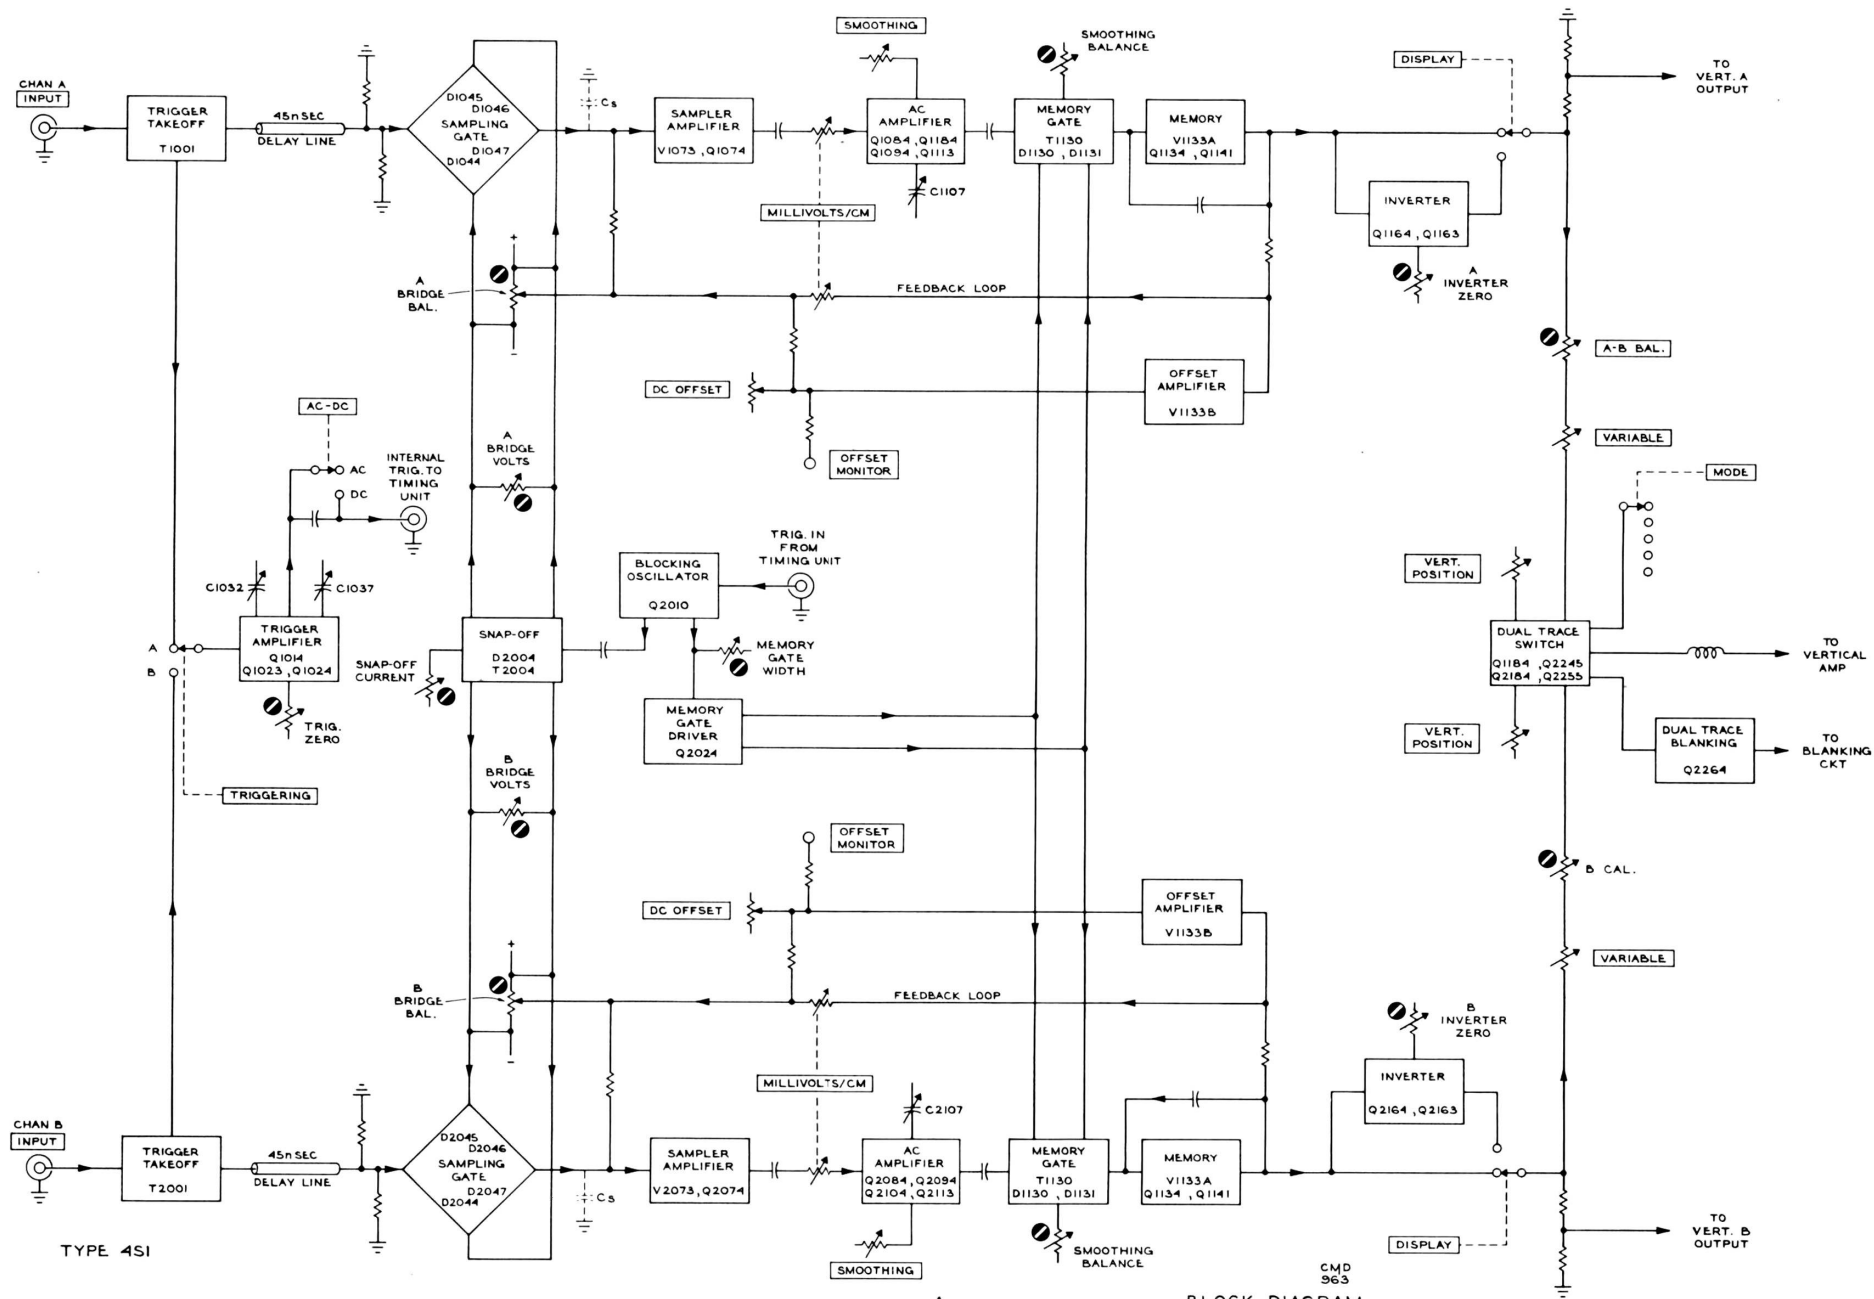 CHAN A
INPUT
TRIGGER
TAKEOFF
T1001
45nSEC
DELAY LINE
D1045
D1046
SAMPLING
GATE
D1047
D1044
Cs
SAMPLER
AMPLIFIER
V1073, Q1074
SMOOTHING
AC
AMPLIFIER
Q1084, Q1184
Q1094, Q1113
C1107
MILLIVOLTS/CM
SMOOTHING
BALANCE
MEMORY
GATE
T1130
D1130, D1131
MEMORY
V1133A
Q1134, Q1141
DISPLAY
INVERTER
Q1164, Q1163
A
INVERTER
ZERO
TO
VERT. A
OUTPUT
A
BRIDGE
BAL.
+
-
FEEDBACK LOOP
DC OFFSET
OFFSET
MONITOR
OFFSET
AMPLIFIER
V1133B
A-B BAL.
VARIABLE
MODE
AC-DC
AC
DC
INTERNAL
TRIG. TO
TIMING
UNIT
A
BRIDGE
VOLTS
C1032
C1037
TRIGGER
AMPLIFIER
Q1014
Q1023, Q1024
A
B
TRIG.
ZERO
TRIGGERING
SNAP-OFF
CURRENT
SNAP-OFF
D2004
T2004
BLOCKING
OSCILLATOR
Q2010
TRIG. IN
FROM
TIMING UNIT
MEMORY
GATE
WIDTH
MEMORY
GATE
DRIVER
Q2024
VERT.
POSITION
DUAL TRACE
SWITCH
Q1184, Q2245
Q2184, Q2255
VERT.
POSITION
TO
VERTICAL
AMP
DUAL TRACE
BLANKING
Q2264
TO
BLANKING
CKT
B
BRIDGE
VOLTS
OFFSET
MONITOR
DC OFFSET
OFFSET
AMPLIFIER
V1133B
B CAL.
VARIABLE
B
BRIDGE
BAL.
+
-
FEEDBACK LOOP
MILLIVOLTS/CM
B
INVERTER
ZERO
INVERTER
Q2164, Q2163
CHAN B
INPUT
TRIGGER
TAKEOFF
T2001
45nSEC
DELAY LINE
D2045
D2046
SAMPLING
GATE
D2047
D2044
Cs
SAMPLER
AMPLIFIER
V2073, Q2074
C2107
AC
AMPLIFIER
Q2084, Q2094
Q2104, Q2113
SMOOTHING
MEMORY
GATE
T1130
D1130, D1131
SMOOTHING
BALANCE
MEMORY
V1133A
Q1134, Q1141
DISPLAY
TO
VERT. B
OUTPUT
TYPE 4S1
CMD
963
BLOCK DIAGRAM